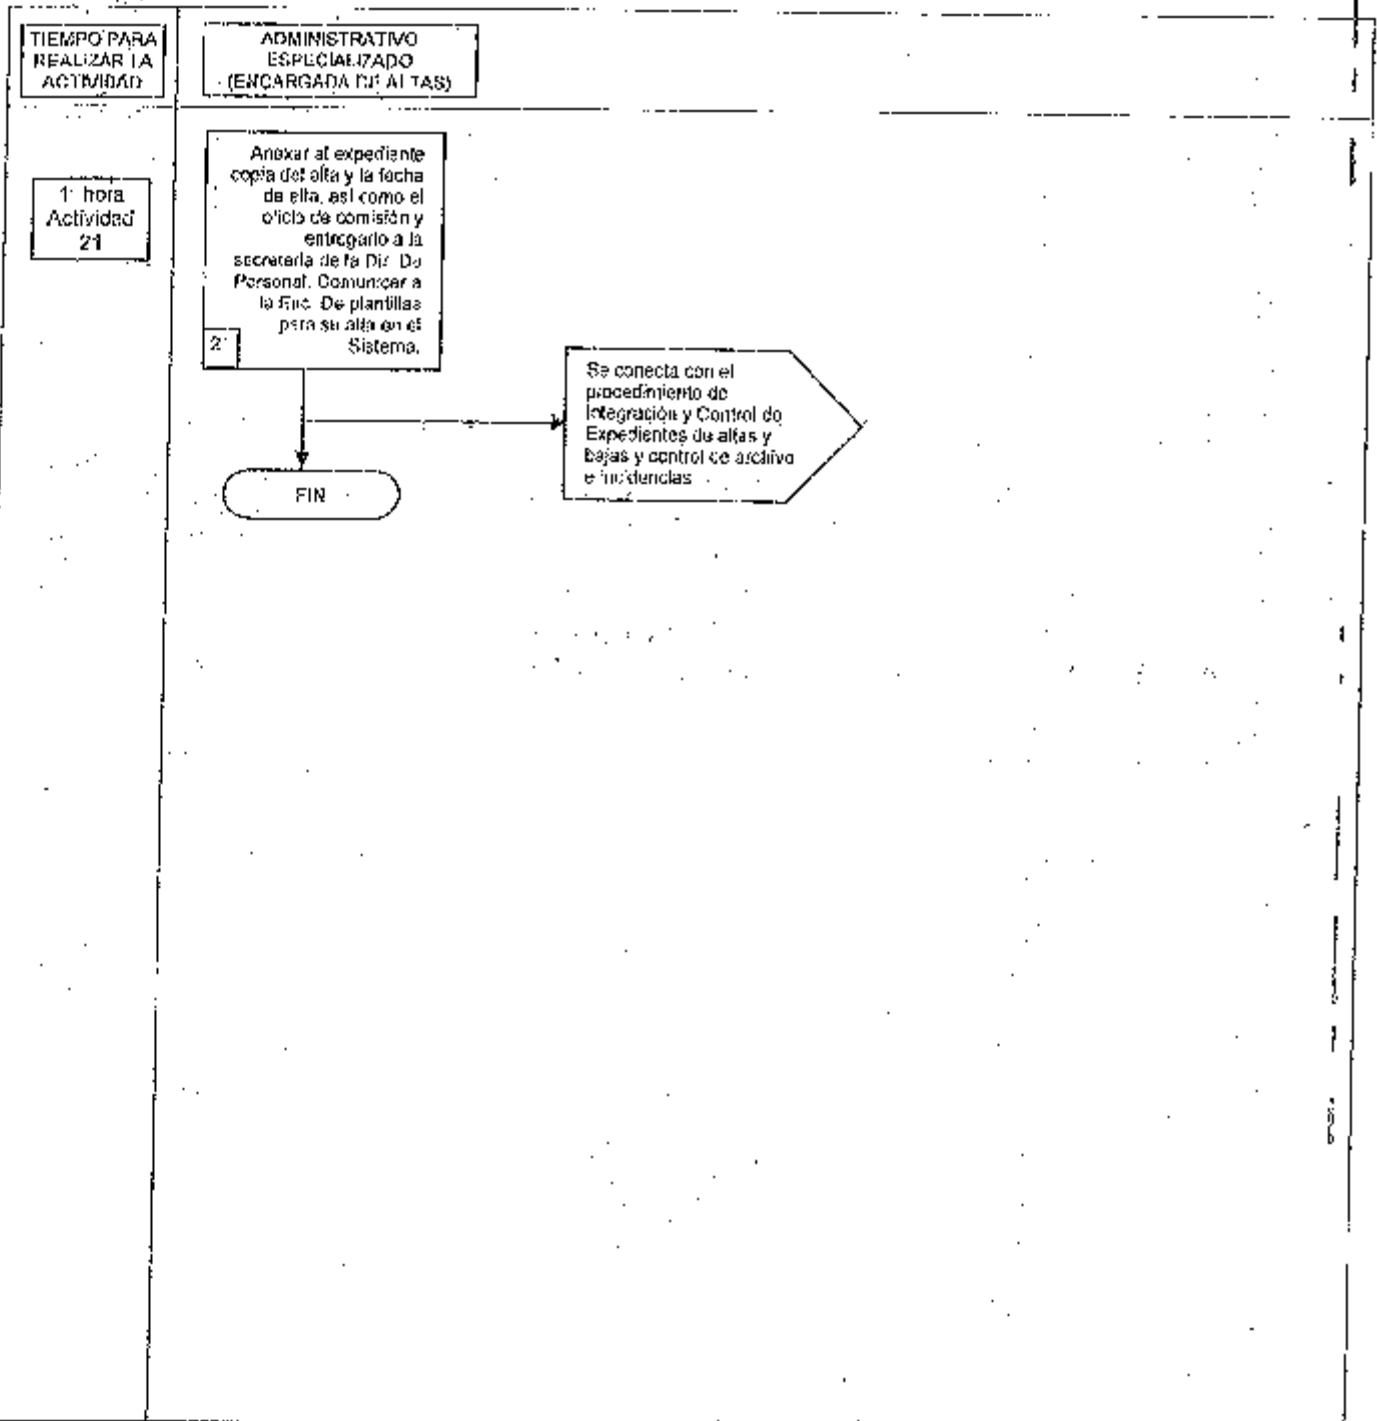 TIEMPO PARA
REALIZAR LA
ACTIVIDAD
ADMINISTRATIVO
ESPECIALIZADO
(ENCARGADA DE ALTAS)
1 hora
Actividad
21
Anexar al expediente
copia del alta y la fecha
de alta, así como el
oficio de comisión y
entregarlo a la
secretaria de la Dir. De
Personal. Comunicar a
la Enc. De plantillas
para su alta en el
Sistema.
21
Se conecta con el
procedimiento de
Integración y Control de
Expedientes de altas y
bajas y control de archivo
e incidencias
FIN